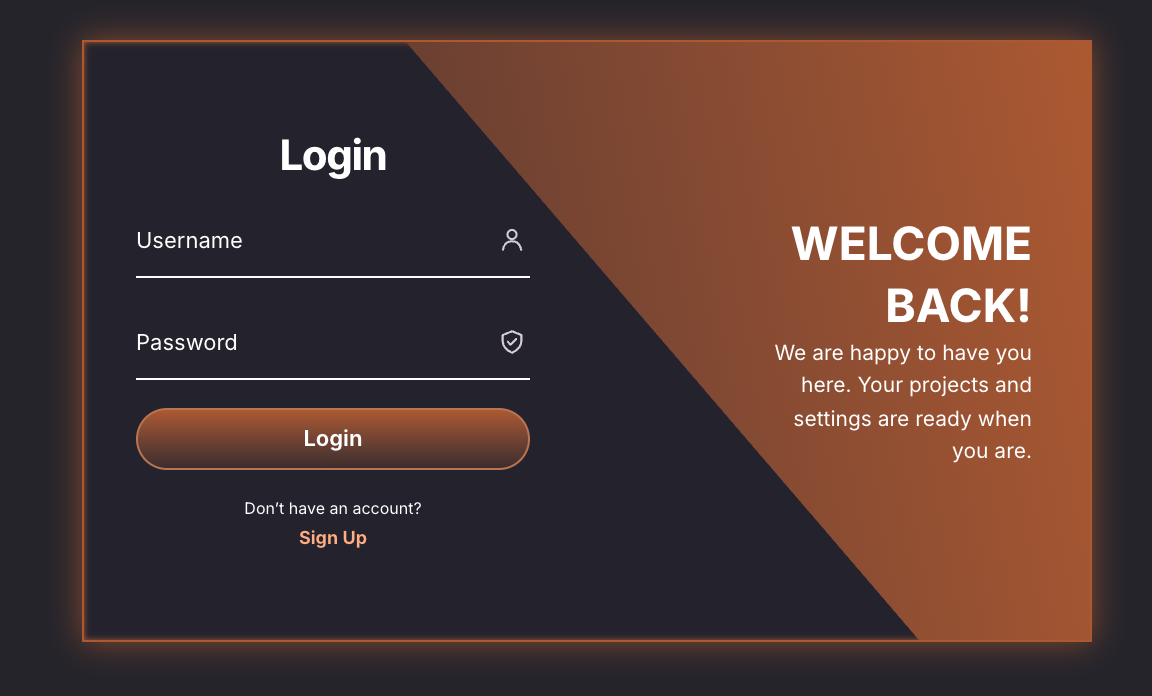 Login
Username
Password
Login
Don’t have an account?
Sign Up
WELCOME
BACK!
We are happy to have you
here. Your projects and
settings are ready when
you are.